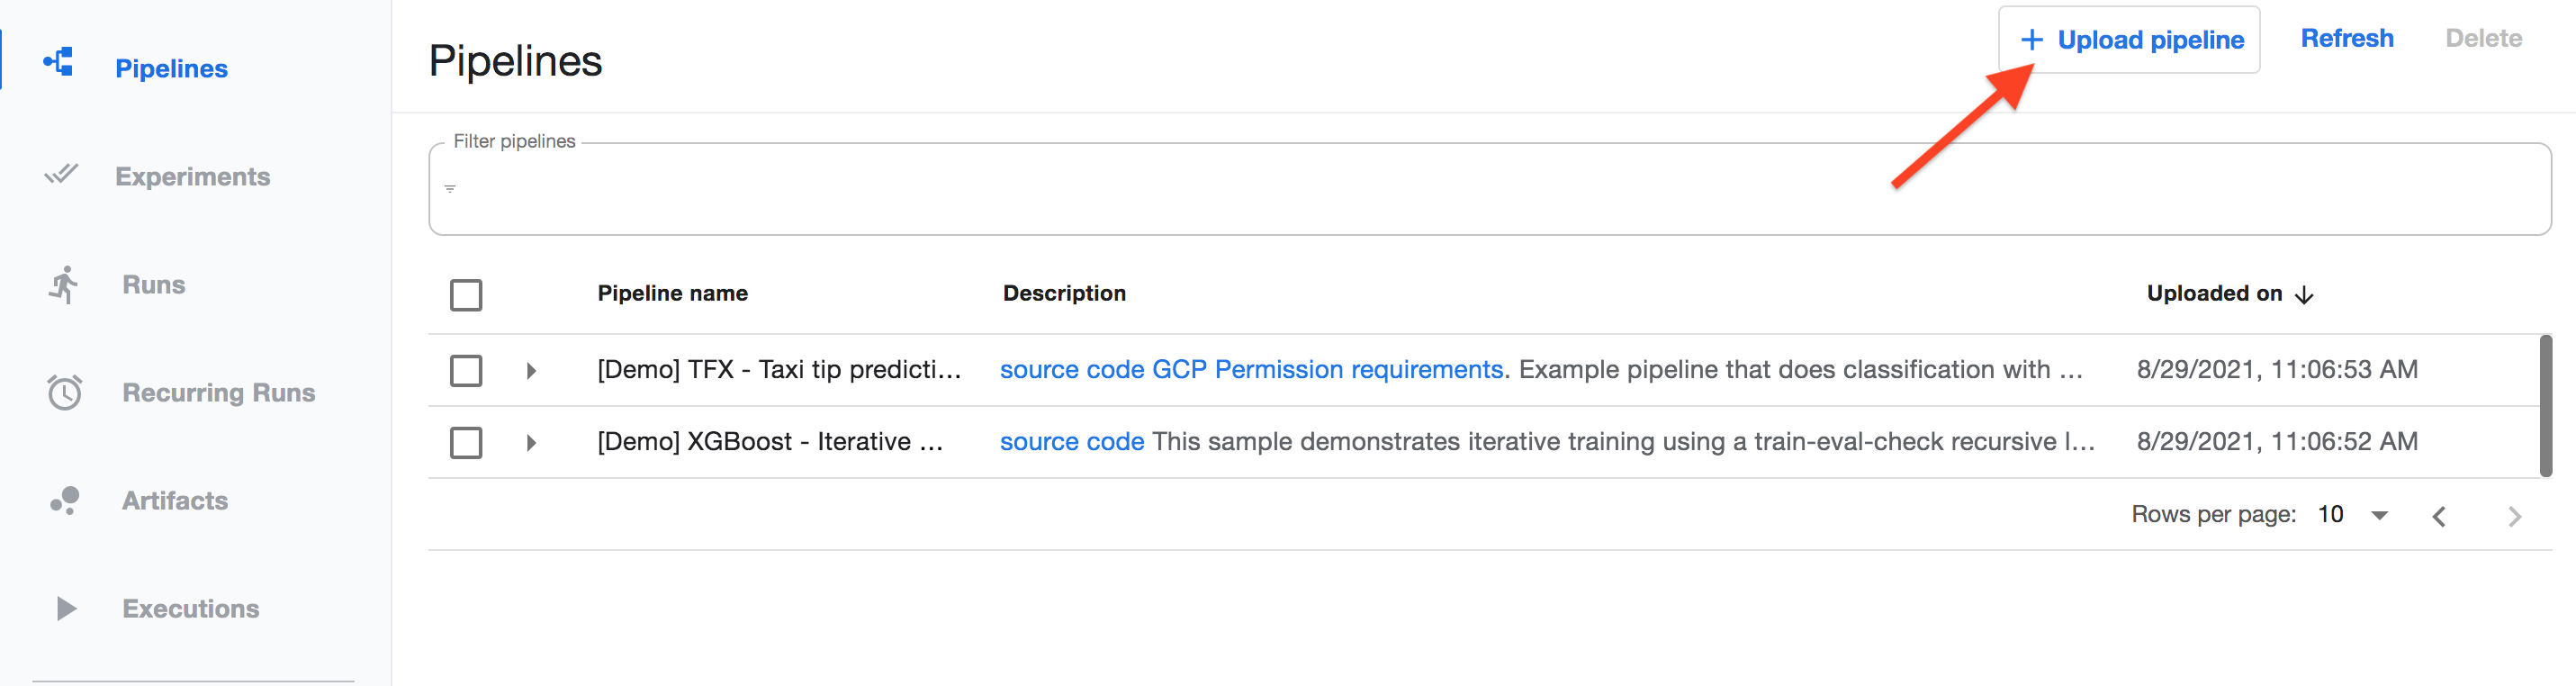 Pipelines
Experiments
Runs
Recurring Runs
Artifacts
Executions
Pipelines
+ Upload pipeline Refresh Delete
Filter pipelines
Pipeline name Description Uploaded on ↓
[Demo] TFX - Taxi tip predicti... source code GCP Permission requirements. Example pipeline that does classification with ... 8/29/2021, 11:06:53 AM
[Demo] XGBoost - Iterative ... source code This sample demonstrates iterative training using a train-eval-check recursive l... 8/29/2021, 11:06:52 AM
Rows per page: 10